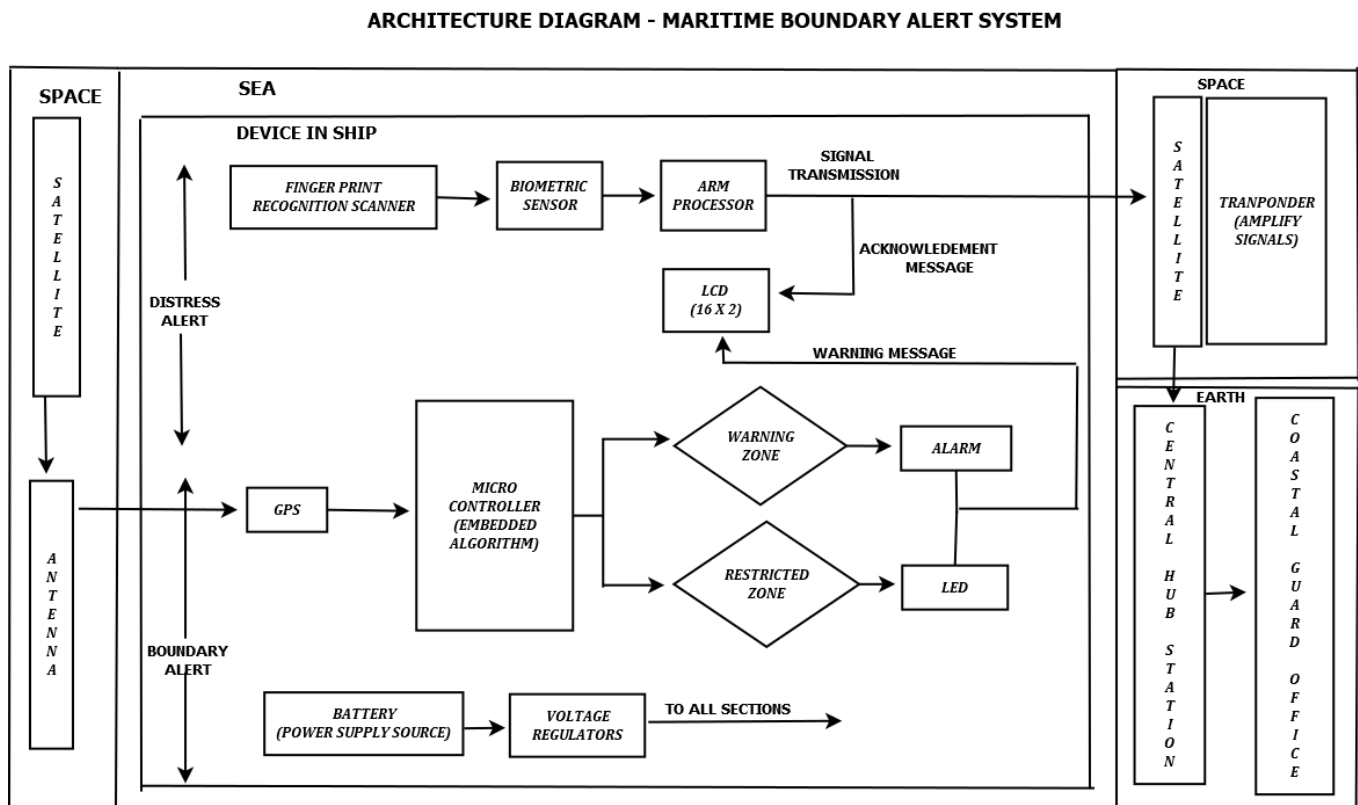 ARCHITECTURE DIAGRAM - MARITIME BOUNDARY ALERT SYSTEM
SPACE
SATELLITE
ANTENNA
SEA
DEVICE IN SHIP
DISTRESS
ALERT
FINGER PRINT
RECOGNITION SCANNER
BIOMETRIC
SENSOR
ARM
PROCESSOR
SIGNAL
TRANSMISSION
ACKNOWLEDEMENT
MESSAGE
LCD
(16 X 2)
WARNING MESSAGE
BOUNDARY
ALERT
GPS
MICRO
CONTROLLER
(EMBEDDED
ALGORITHM)
WARNING
ZONE
ALARM
RESTRICTED
ZONE
LED
BATTERY
(POWER SUPPLY SOURCE)
VOLTAGE
REGULATORS
TO ALL SECTIONS
SPACE
SATELLITE
TRANPONDER
(AMPLIFY
SIGNALS)
EARTH
CENTRAL HUB STATION
COASTAL GUARD OFFICE